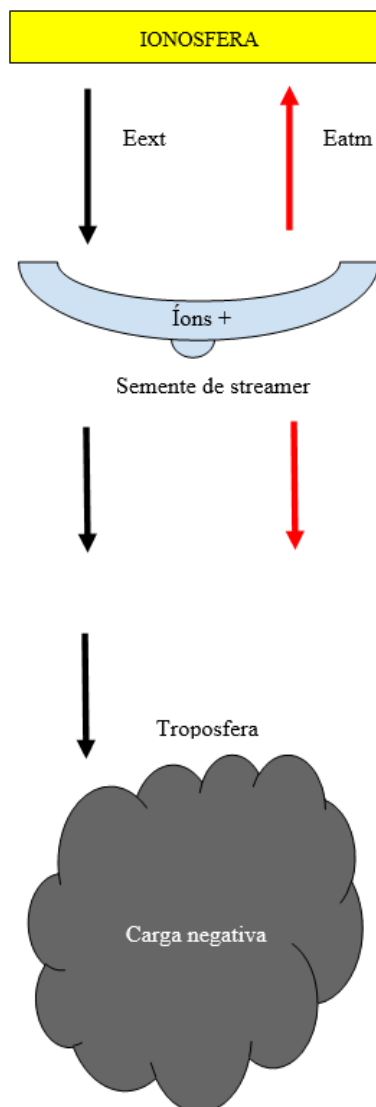 IONOSFERA
Eext
Eatm
Íons +
Semente de streamer
Troposfera
Carga negativa